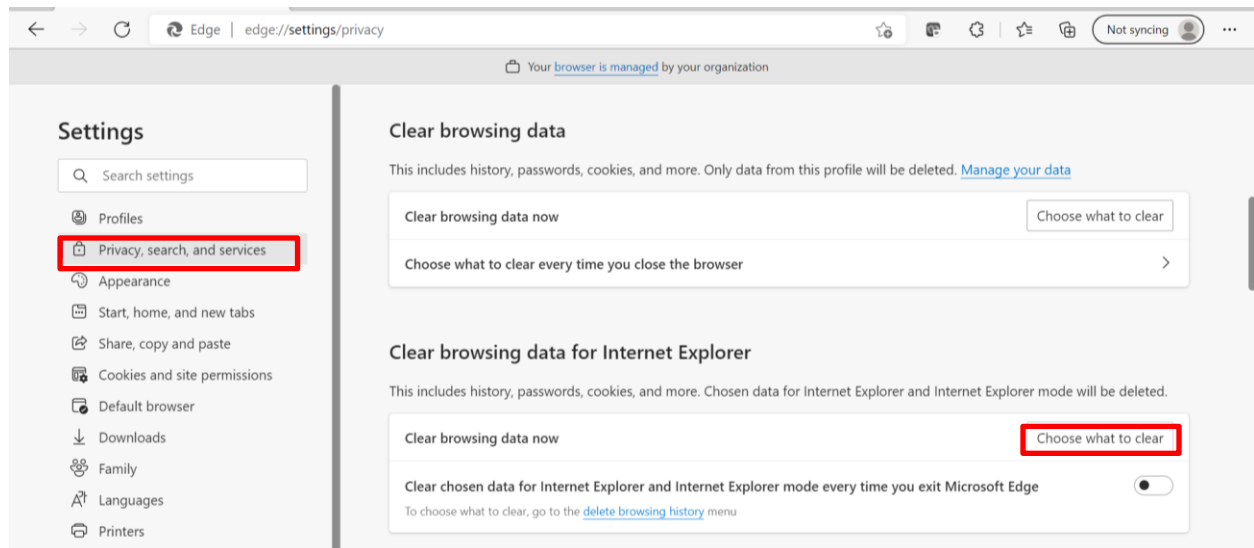 Edge | edge://settings/privacy
Not syncing
Your browser is managed by your organization
Settings
Search settings
Profiles
Privacy, search, and services
Appearance
Start, home, and new tabs
Share, copy and paste
Cookies and site permissions
Default browser
Downloads
Family
Languages
Printers
Clear browsing data
This includes history, passwords, cookies, and more. Only data from this profile will be deleted. Manage your data
Clear browsing data now
Choose what to clear
Choose what to clear every time you close the browser
Clear browsing data for Internet Explorer
This includes history, passwords, cookies, and more. Chosen data for Internet Explorer and Internet Explorer mode will be deleted.
Clear browsing data now
Choose what to clear
Clear chosen data for Internet Explorer and Internet Explorer mode every time you exit Microsoft Edge
To choose what to clear, go to the delete browsing history menu